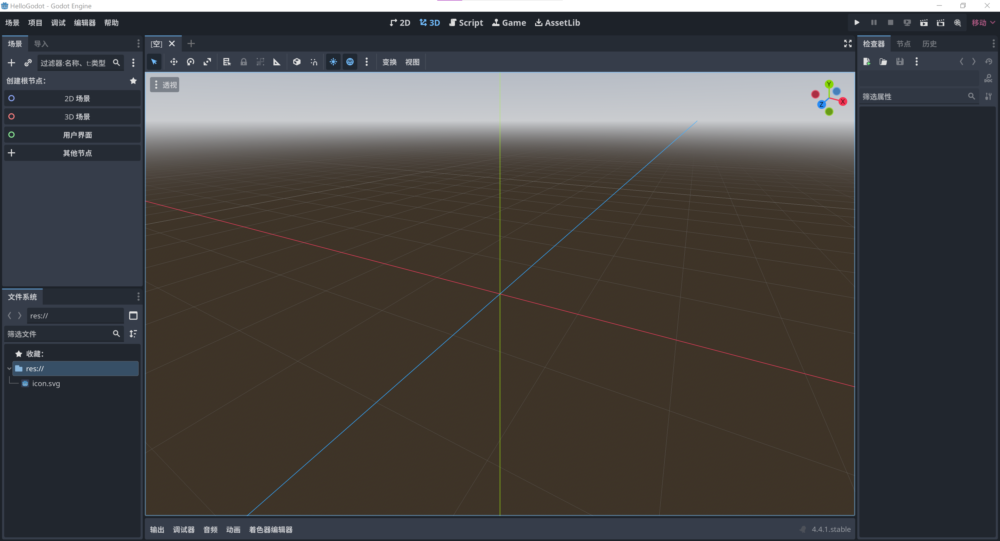 HelloGodot - Godot Engine
场景 项目 调试 编辑器 帮助
2D 3D Script Game AssetLib
移动
场景 导入
[空]
检查器 节点 历史
过滤器:名称、t:类型
变换 视图
创建根节点:
透视
Y
X
Z
DOC
2D 场景
筛选属性
3D 场景
用户界面
其他节点
文件系统
res://
筛选文件
收藏:
res://
icon.svg
输出 调试器 音频 动画 着色器编辑器
4.4.1.stable